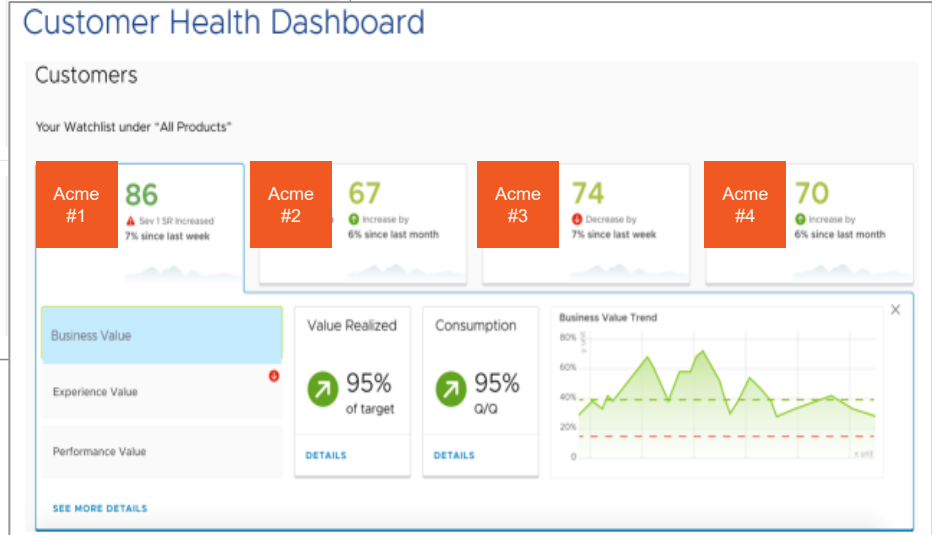 Customer Health Dashboard
Customers
Your Watchlist under "All Products"
Acme
#1
86
Sev 1 SR Increased
7% since last week
Acme
#2
67
Increase by
6% since last month
Acme
#3
74
Decrease by
7% since last week
Acme
#4
70
Increase by
6% since last month
Business Value
Experience Value
Performance Value
SEE MORE DETAILS
Value Realized
95%
of target
DETAILS
Consumption
95%
Q/Q
DETAILS
Business Value Trend
X
80%
60%
40%
20%
0
y unit
x unit